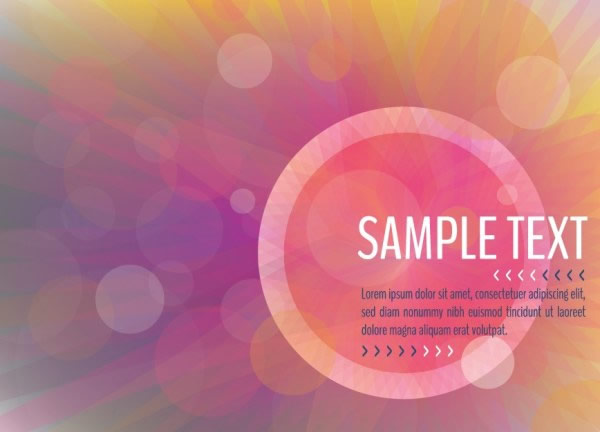 SAMPLE TEXT
‹ ‹ ‹ ‹ ‹ ‹ ‹ ‹
Lorem ipsum dolor sit amet, consectetuer adipiscing elit,
sed diam nonummy nibh euismod tincidunt ut laoreet
dolore magna aliquam erat volutpat.
› › › › › › › ›